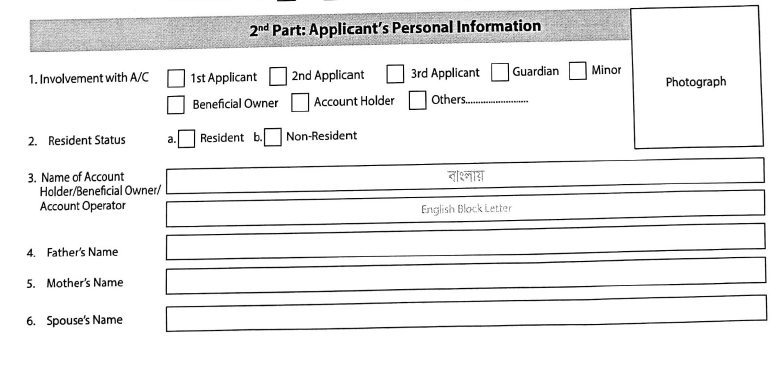 2nd Part: Applicant's Personal Information
1. Involvement with A/C 1st Applicant 2nd Applicant 3rd Applicant Guardian Minor
Beneficial Owner Account Holder Others........................
Photograph
2. Resident Status a. Resident b. Non-Resident
3. Name of Account
Holder/Beneficial Owner/
Account Operator
বাংলায়
English Block Letter
4. Father's Name
5. Mother's Name
6. Spouse's Name